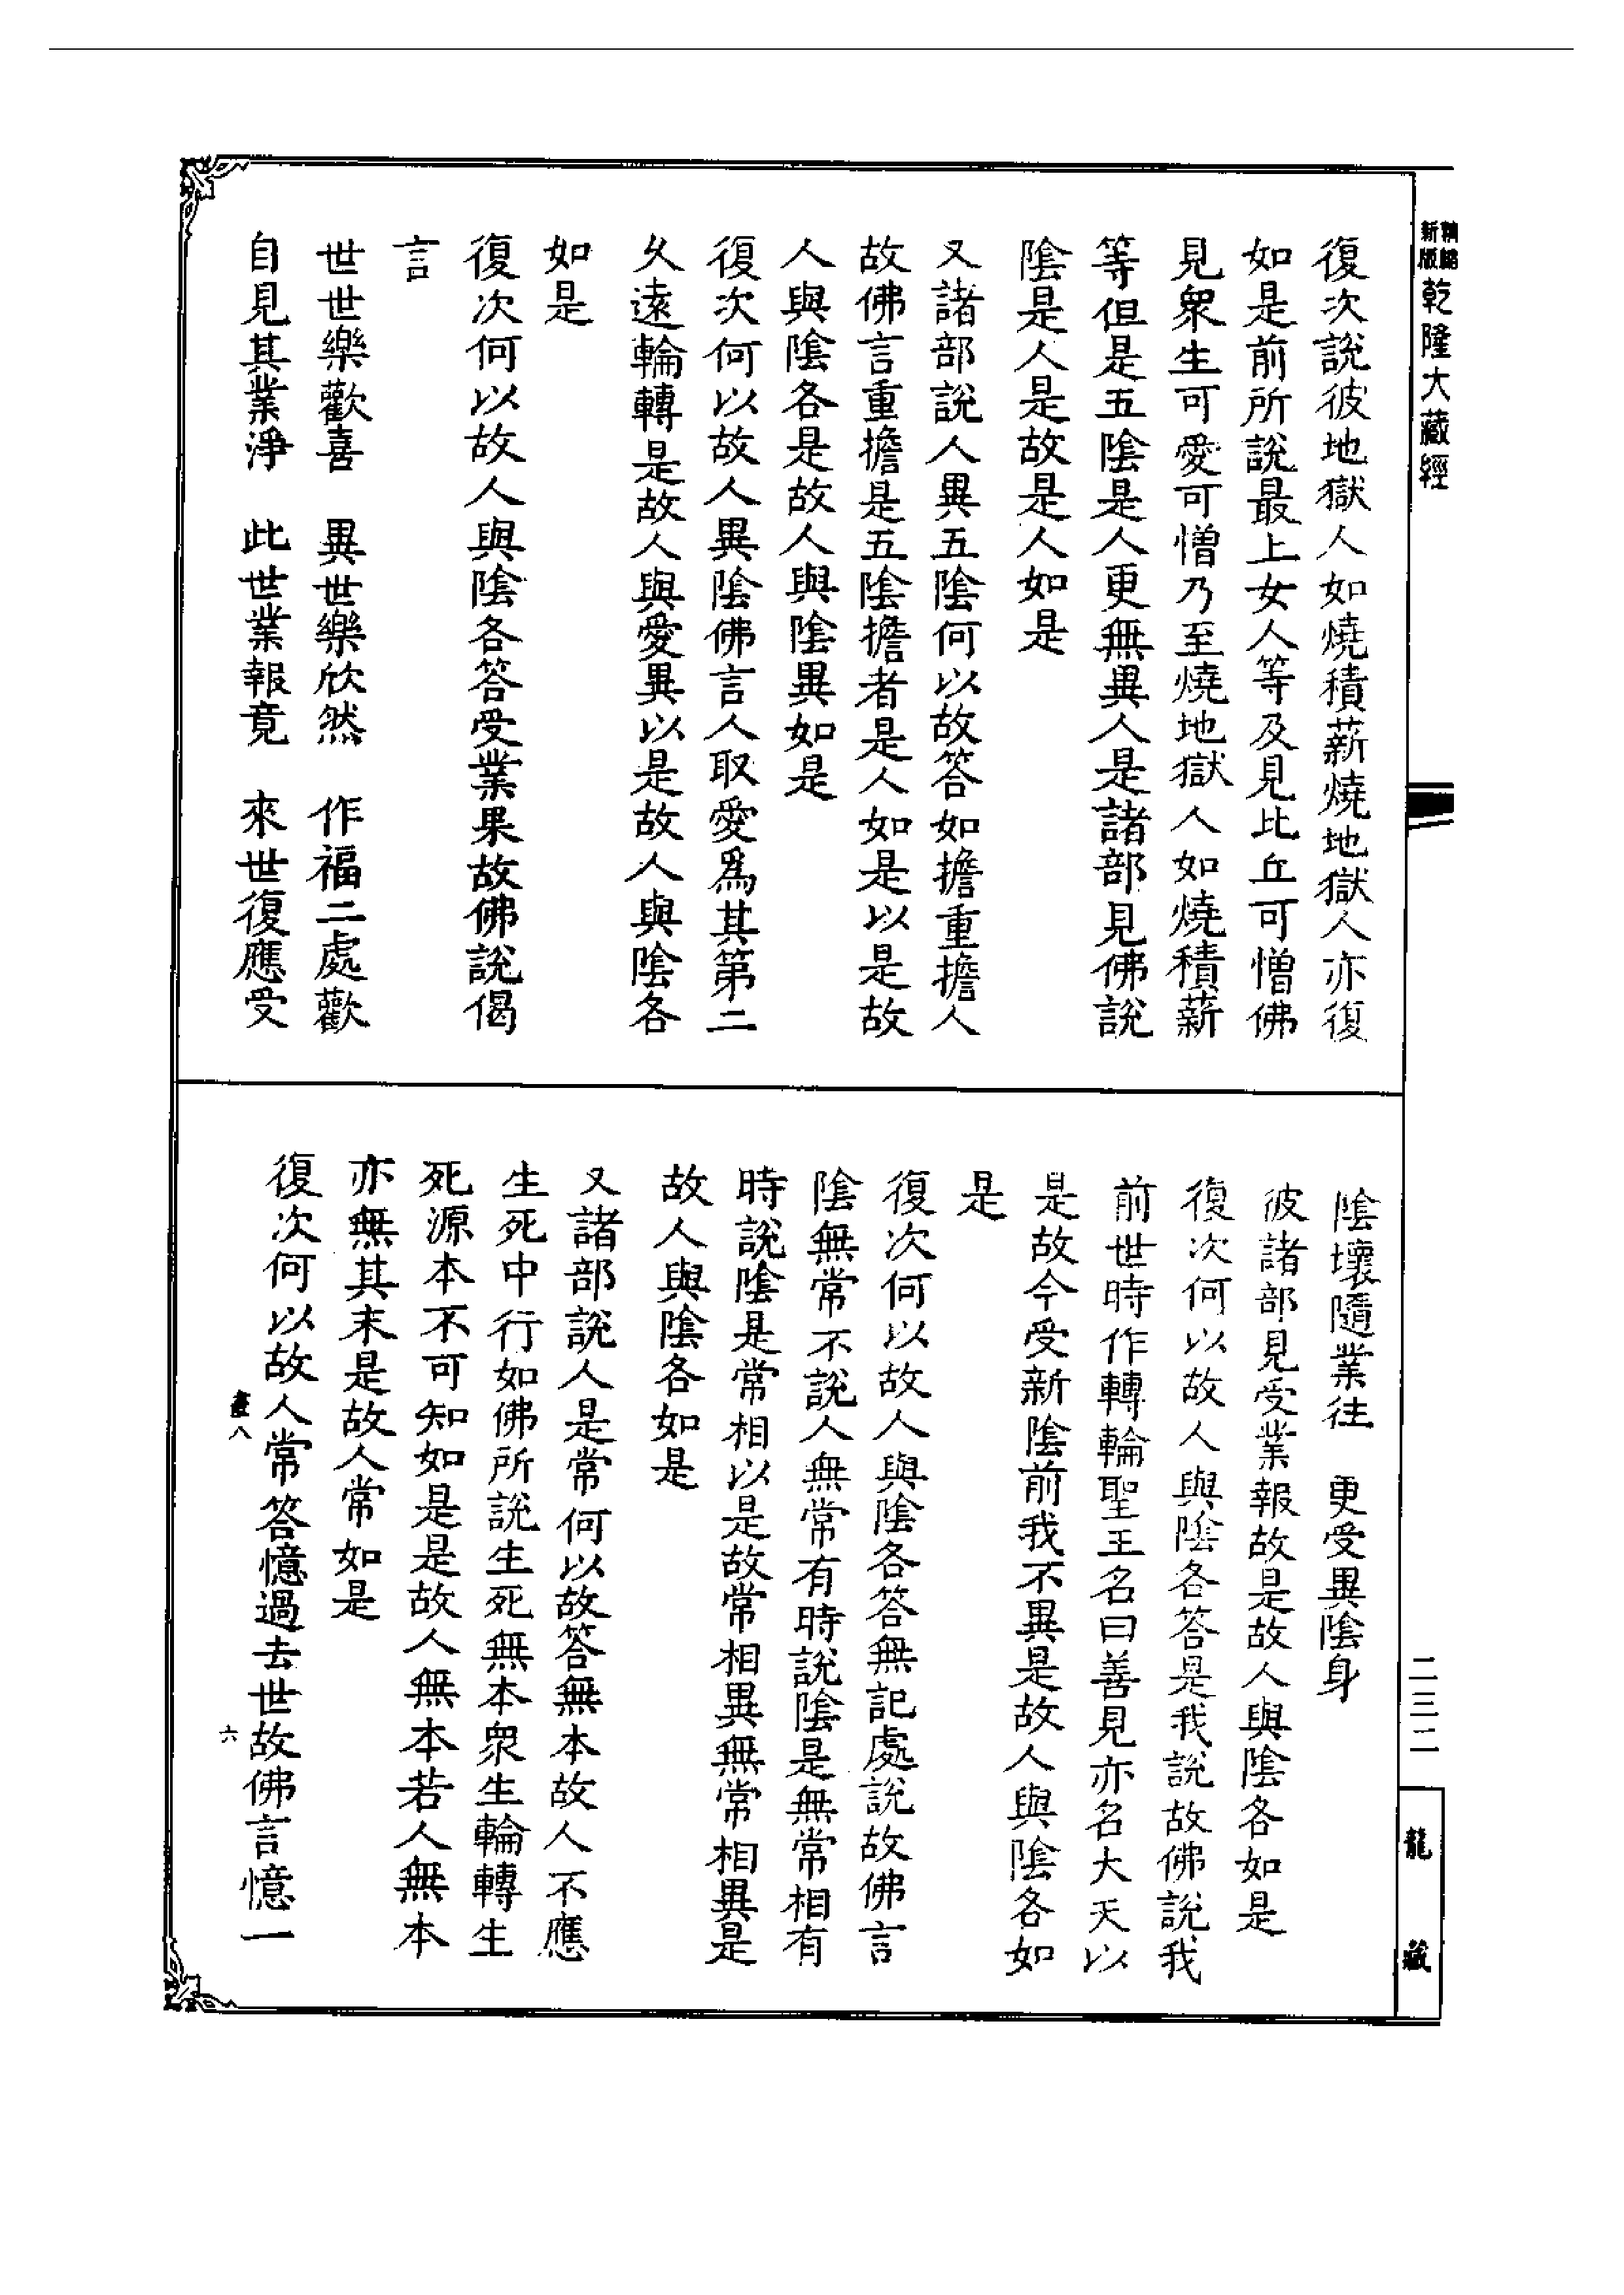 精縮新版乾隆大藏經
復次說彼地獄人如燒積薪燒地獄人亦復
如是前所說最上女人等及見比丘可憎佛
見衆生可愛可憎乃至燒地獄人如燒積薪
等但是五陰是人更無異人是諸部見佛說
陰是人是故是人如是
又諸部說人異五陰何以故答如擔重擔人
故佛言重擔是五陰擔者是人如是以是故
人與陰各是故人與陰異如是
復次何以故人異陰佛言人取愛爲其第二
久遠輪轉是故人與愛異以是故人與陰各
如是
復次何以故人與陰各答受業果故佛說偈
言
世世樂歡喜　異世樂欣然　作福二處歡
自見其業淨　此世業報竟　來世復應受
陰壞隨業往　更受異陰身
彼諸部見受業報故是故人與陰各如是
復次何以故人與陰各答是我說故佛說我
前世時作轉輪聖王名曰善見亦名大天以
是故今受新陰前我不異是故人與陰各如
是
復次何以故人與陰各答無記處說故佛言
陰無常不說人無常有時說陰是無常相有
時說陰是常相以是故常相異無常相異是
故人與陰各如是
又諸部說人是常何以故答無本故人不應
生死中行如佛所說生死無本衆生輪轉生
死源本不可知如是是故人無本若人無本
亦無其末是故人常如是
復次何以故人常答憶過去世故佛言憶一
八
六
二三二
龍藏